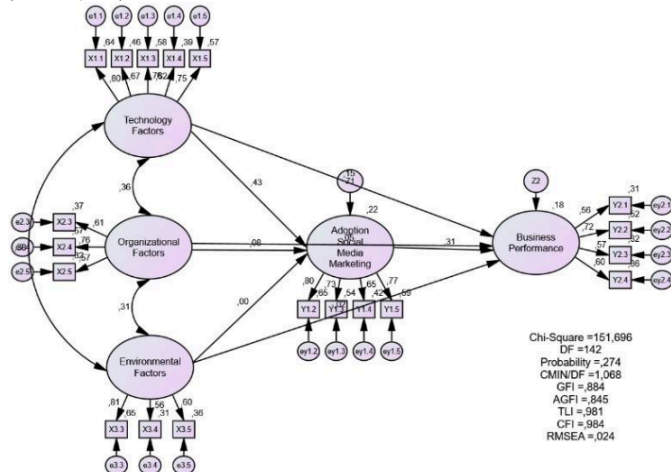 e1.1 e1.2 e1.3 e1.4 e1.5
,64 ,46 ,58 ,39 ,57
X1.1 X1.2 X1.3 X1.4 X1.5
,80 ,67 ,75
Technology
Factors
,15
,36
,43
Z1
Z2
,31
,37
,22
,18
,56
Y2.1
ey2.1
e2.3
X2.3
,61
,72
,52
Y2.2
ey2.2
,57
X2.4
,76
Organizational
Factors
,08
Adoption
Social
Media
Marketing
,31
Business
Performance
,57
Y2.3
ey2.3
e2.5
X2.5
,60
Y2.4
ey2.4
,31
,00
,80 ,65 ,73 ,54 ,65 ,42 ,77 ,59
Y1.2 Y1.4 Y1.5
ey1.2 ey1.3 ey1.4 ey1.5
Environmental
Factors
,81 ,65 ,56 ,31 ,60 ,36
X3.3 X3.4 X3.5
e3.3 e3.4 e3.5
Chi-Square =151,696
DF =142
Probability =,274
CMIN/DF =1,068
GFI =,884
AGFI =,845
TLI =,981
CFI =,984
RMSEA =,024